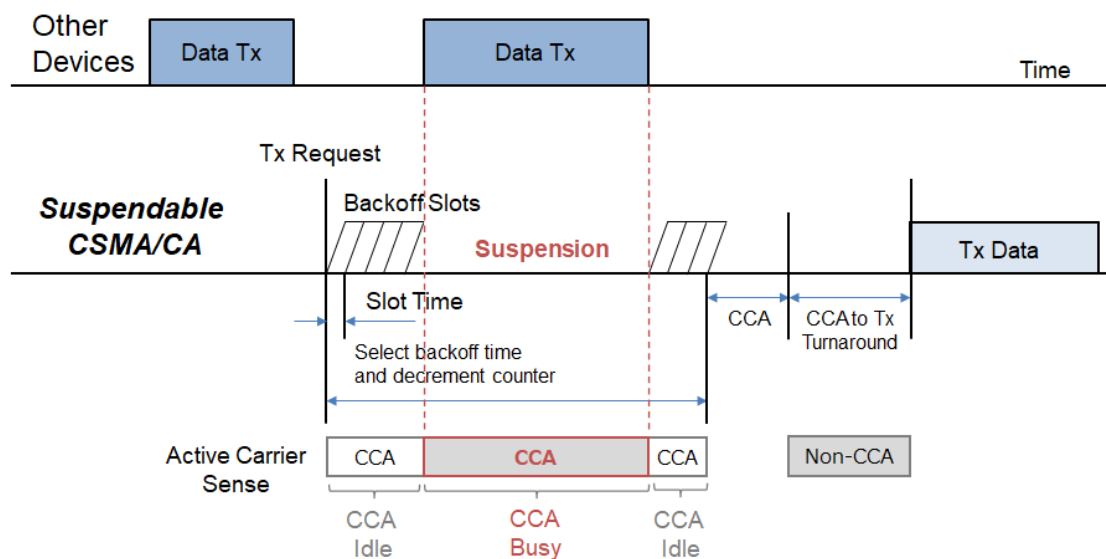 Other
Devices
Data Tx
Data Tx
Time
Tx Request
Suspendable
CSMA/CA
Backoff Slots
Suspension
Tx Data
Slot Time
CCA
CCA to Tx
Turnaround
Select backoff time
and decrement counter
Active Carrier
Sense
CCA
CCA
CCA
Non-CCA
CCA
Idle
CCA
Busy
CCA
Idle